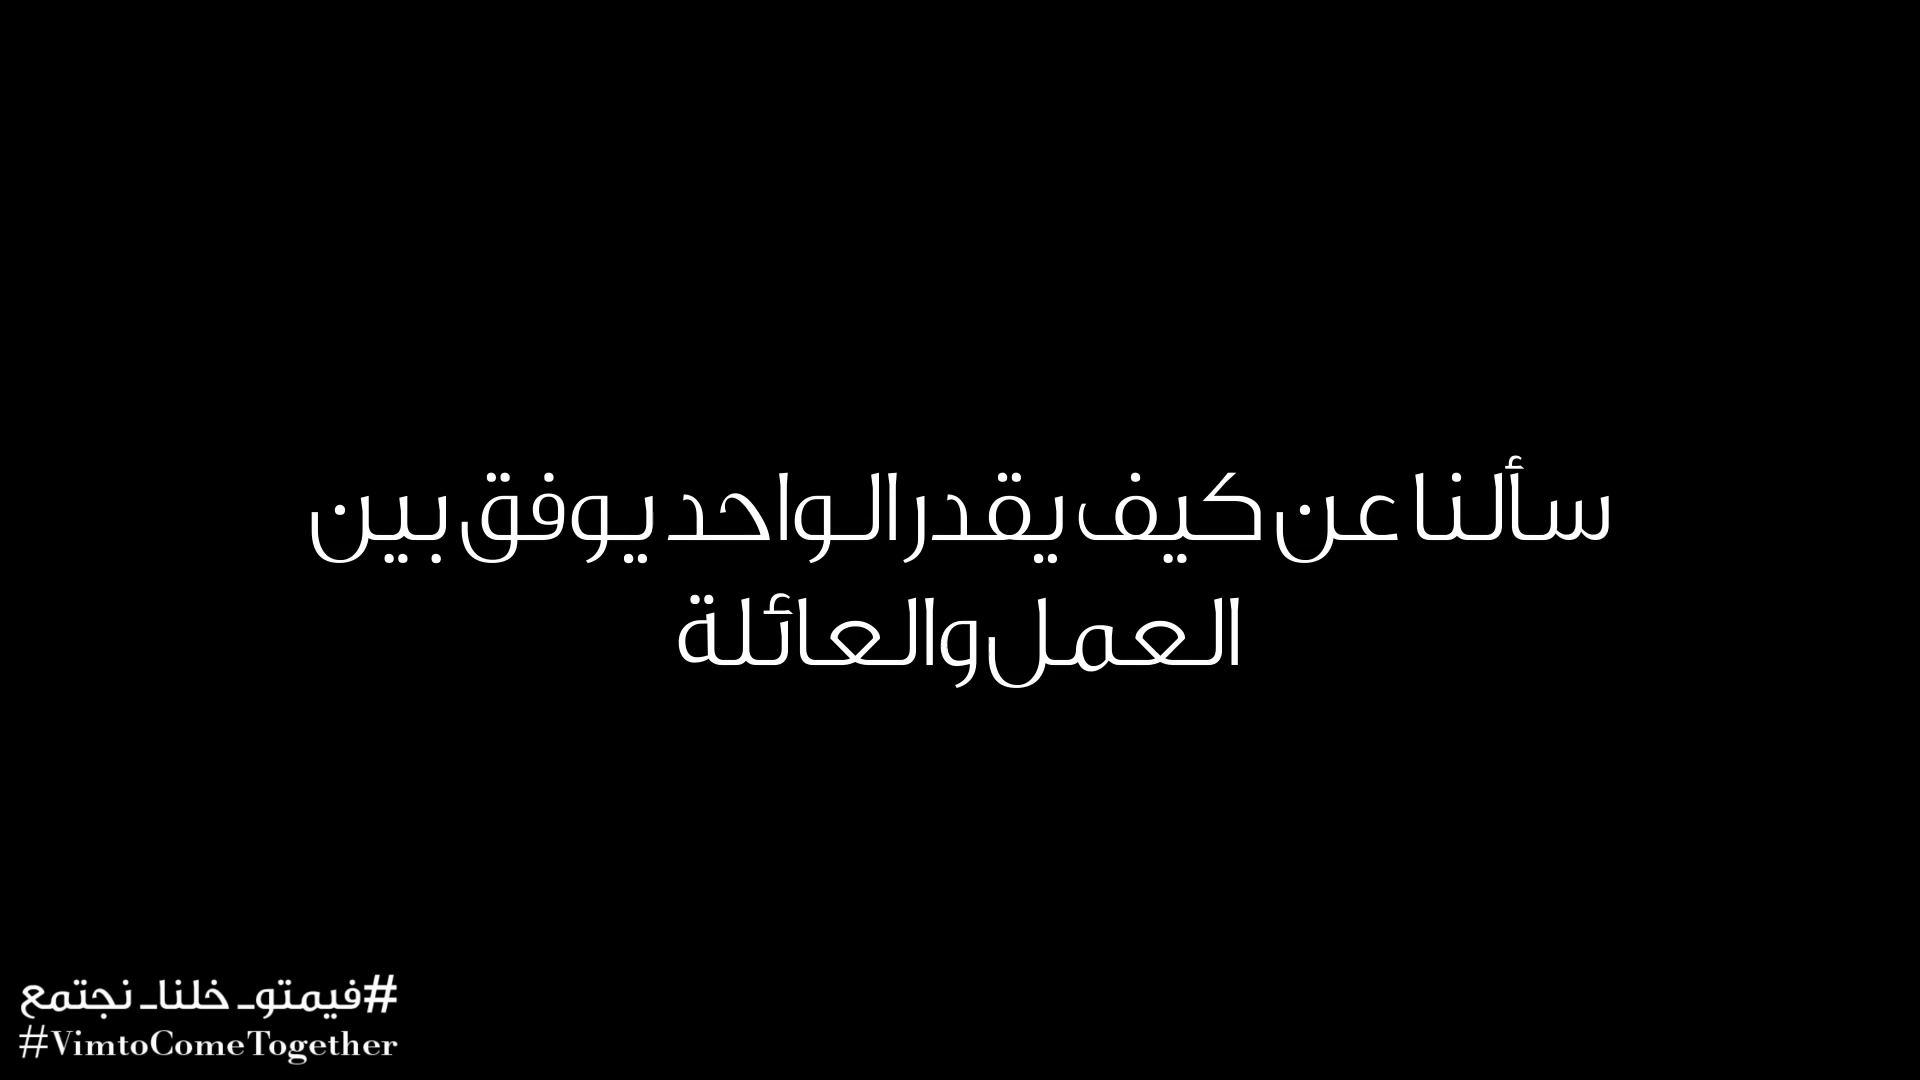 سألنا عن كيف يقدر الواحد يوفق بين
العمل والعائلة
#فيمتو_خلنا_نجتمع
#VimtoComeTogether